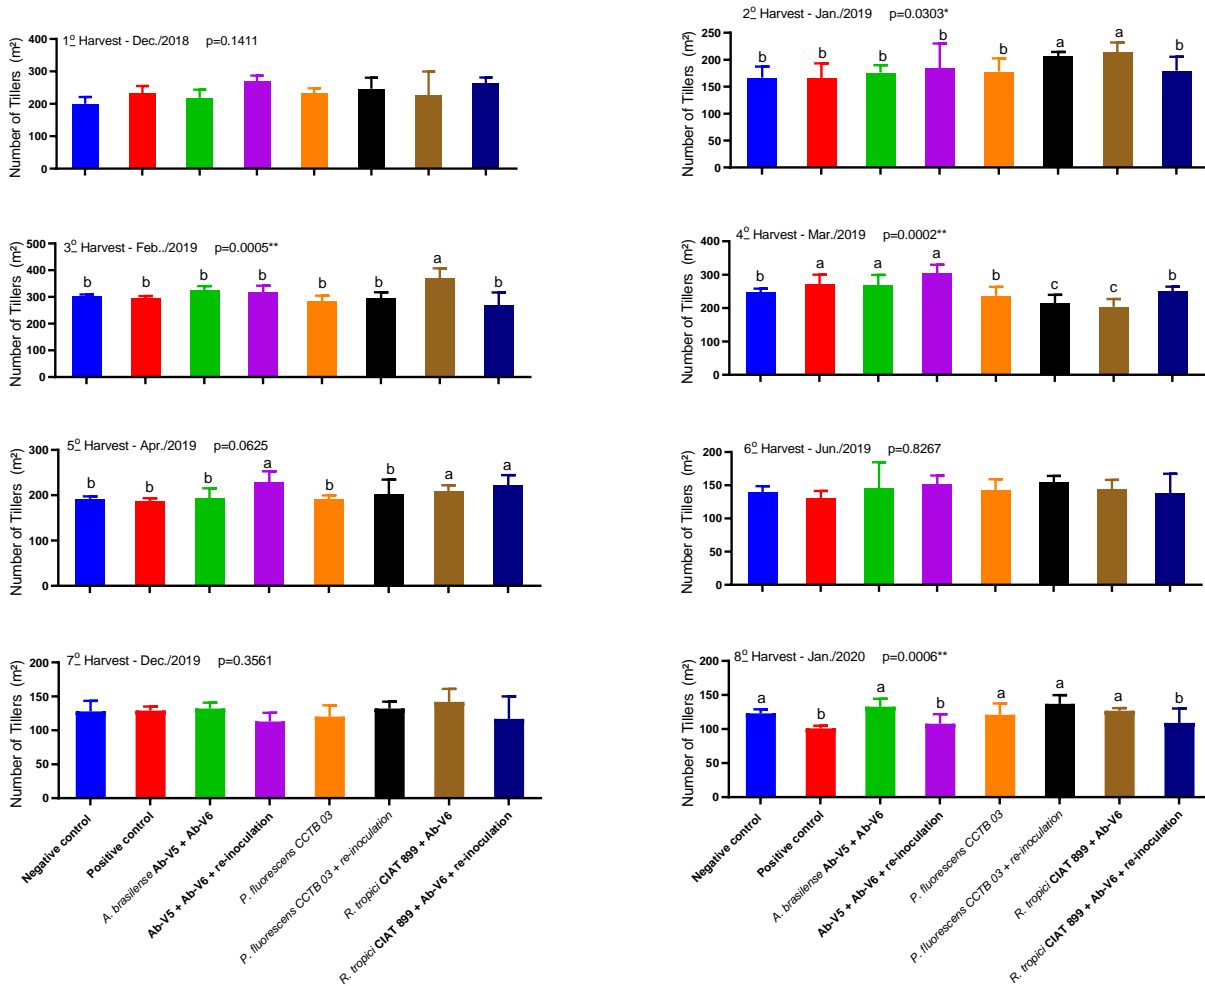 1º Harvest - Dec./2018 p=0.1411
Number of Tillers (m²)
400
300
200
100
0
2º Harvest - Jan./2019 p=0.0303*
Number of Tillers (m²)
250
200
150
100
50
0
b b b b b a a b
3º Harvest - Feb../2019 p=0.0005**
Number of Tillers (m²)
500
400
300
200
100
0
b b b b b b a b
4º Harvest - Mar./2019 p=0.0002**
Number of Tillers (m²)
400
300
200
100
0
b a a a b c c b
5º Harvest - Apr./2019 p=0.0625
Number of Tillers (m²)
300
200
100
0
b b b a b b a a
6º Harvest - Jun./2019 p=0.8267
Number of Tillers (m²)
200
150
100
50
0
7º Harvest - Dec./2019 p=0.3561
Number of Tillers (m²)
200
150
100
50
0
Negative control
Positive control
A. brasilense Ab-V5 + Ab-V6
Ab-V5 + Ab-V6 + re-inoculation
P. fluorescens CCTB 03
P. fluorescens CCTB 03 + re-inoculation
R. tropici CIAT 899 + Ab-V6
R. tropici CIAT 899 + Ab-V6 + re-inoculation
8º Harvest - Jan./2020 p=0.0006**
Number of Tillers (m²)
200
150
100
50
0
a b a b a a a b
Negative control
Positive control
A. brasilense Ab-V5 + Ab-V6
Ab-V5 + Ab-V6 + re-inoculation
P. fluorescens CCTB 03
P. fluorescens CCTB 03 + re-inoculation
R. tropici CIAT 899 + Ab-V6
R. tropici CIAT 899 + Ab-V6 + re-inoculation